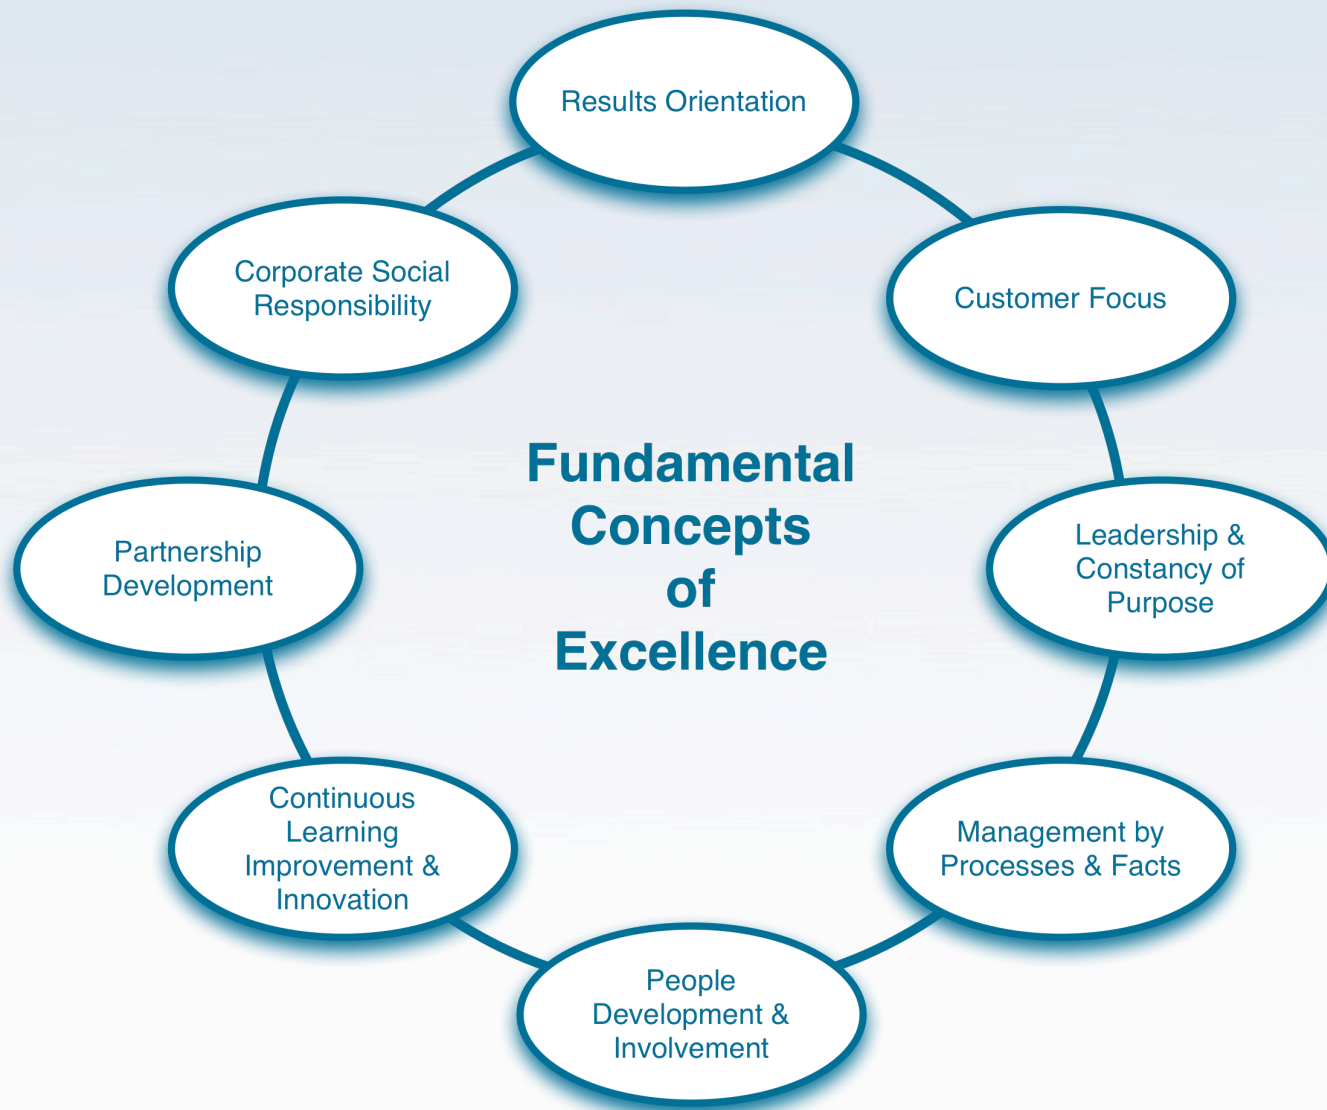 Results Orientation
Corporate Social
Responsibility
Customer Focus
Fundamental
Concepts
of
Excellence
Partnership
Development
Leadership &
Constancy of
Purpose
Continuous
Learning
Improvement &
Innovation
Management by
Processes & Facts
People
Development &
Involvement